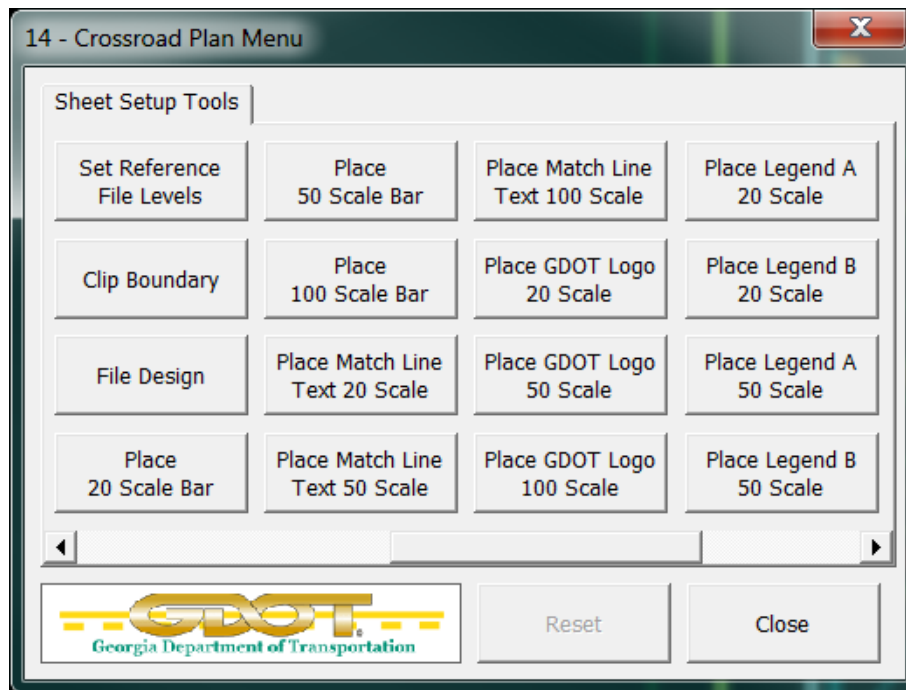 14 - Crossroad Plan Menu
X
Sheet Setup Tools
Set Reference
File Levels
Place
50 Scale Bar
Place Match Line
Text 100 Scale
Place Legend A
20 Scale
Clip Boundary
Place
100 Scale Bar
Place GDOT Logo
20 Scale
Place Legend B
20 Scale
File Design
Place Match Line
Text 20 Scale
Place GDOT Logo
50 Scale
Place Legend A
50 Scale
Place
20 Scale Bar
Place Match Line
Text 50 Scale
Place GDOT Logo
100 Scale
Place Legend B
50 Scale
GDOT
Georgia Department of Transportation
Reset
Close